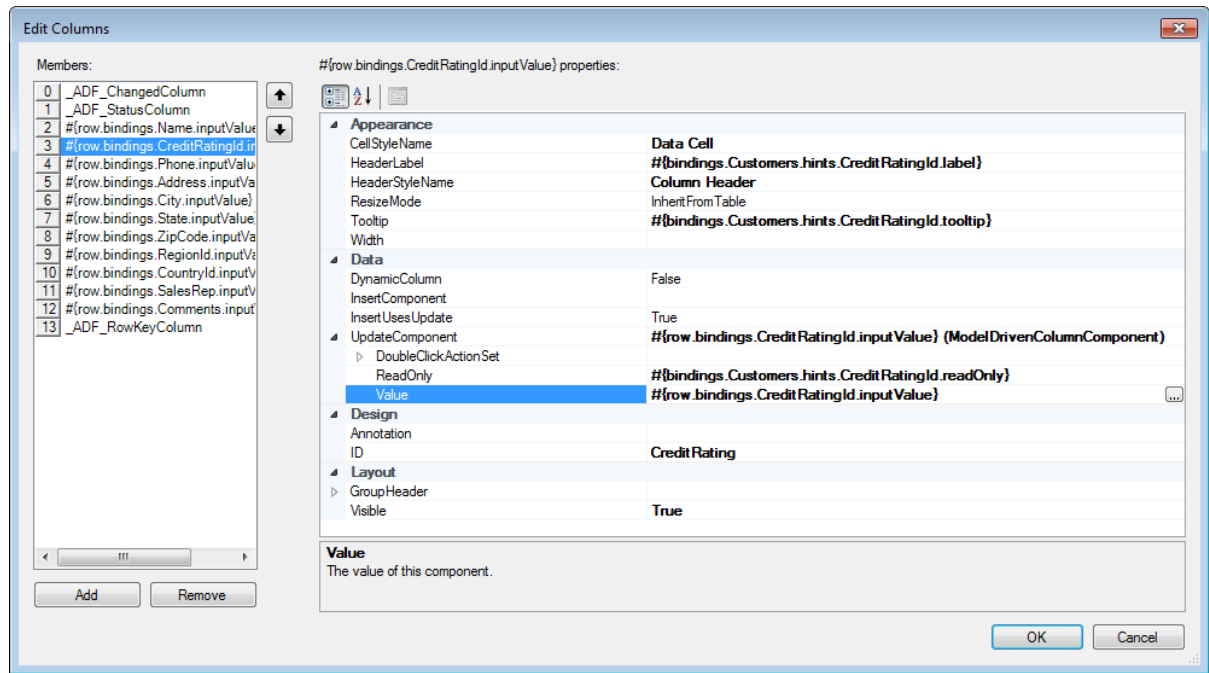 Edit Columns
Members:
#{row.bindings.CreditRatingId.inputValue} properties:
0 _ADF_ChangedColumn
1 _ADF_StatusColumn
2 #{row.bindings.Name.inputValue
3 #{row.bindings.CreditRatingId.in
4 #{row.bindings.Phone.inputValu
5 #{row.bindings.Address.inputVa
6 #{row.bindings.City.inputValue}
7 #{row.bindings.State.inputValue
8 #{row.bindings.ZipCode.inputVa
9 #{row.bindings.RegionId.inputVa
10 #{row.bindings.CountryId.inputV
11 #{row.bindings.SalesRep.inputV
12 #{row.bindings.Comments.input
13 _ADF_RowKeyColumn
Add Remove
A Z
Appearance
CellStyleName Data Cell
HeaderLabel #{bindings.Customers.hints.CreditRatingId.label}
HeaderStyleName Column Header
ResizeMode InheritFromTable
Tooltip #{bindings.Customers.hints.CreditRatingId.tooltip}
Width
Data
DynamicColumn False
InsertComponent
InsertUsesUpdate True
UpdateComponent #{row.bindings.CreditRatingId.inputValue} (ModelDrivenColumnComponent)
DoubleClickActionSet
ReadOnly #{bindings.Customers.hints.CreditRatingId.readOnly}
Value #{row.bindings.CreditRatingId.inputValue} ...
Design
Annotation
ID CreditRating
Layout
GroupHeader
Visible True
Value
The value of this component.
OK Cancel